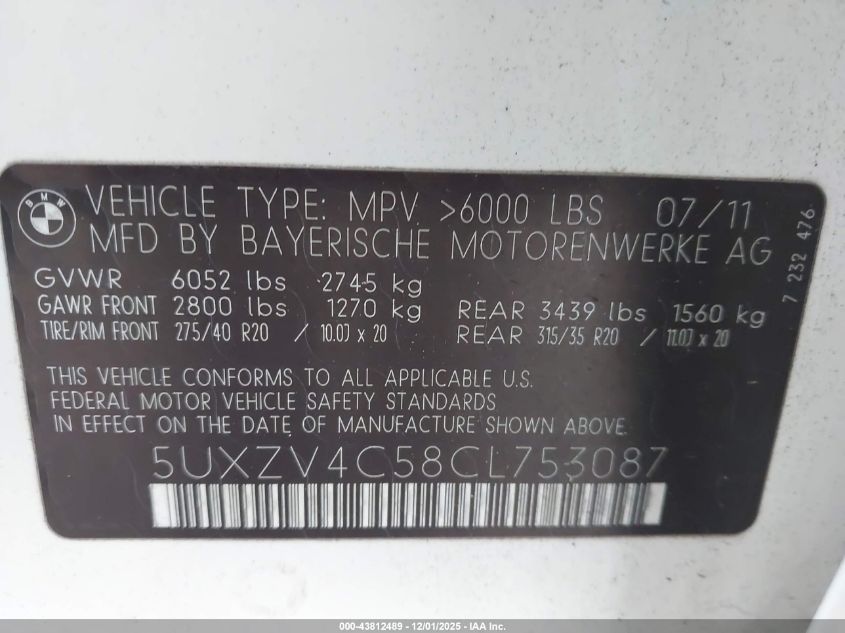 BMW
VEHICLE TYPE: MPV >6000 LBS 07/11
MFD BY BAYERISCHE MOTORENWERKE AG
GVWR 6052 lbs 2745 kg
GAWR FRONT 2800 lbs 1270 kg REAR 3439 lbs 1560 kg
TIRE/RIM FRONT 275/40 R20 / 10.0J x 20 REAR 315/35 R20 / 11.0J x 20
THIS VEHICLE CONFORMS TO ALL APPLICABLE U.S.
FEDERAL MOTOR VEHICLE SAFETY STANDARDS
IN EFFECT ON THE DATE OF MANUFACTURE SHOWN ABOVE.
5UXZV4C58CL753087
7 232 476
000-43812489 - 12/01/2025 - IAA Inc.